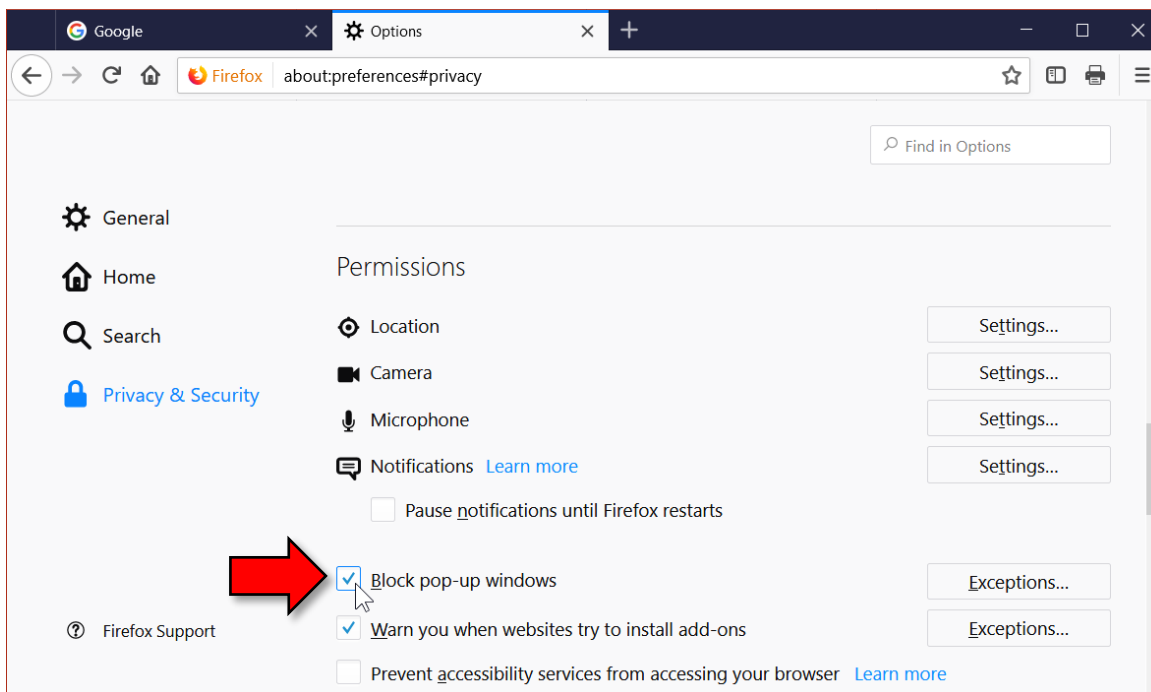 Google
Options
Firefox about:preferences#privacy
Find in Options
General
Home
Search
Privacy & Security
Firefox Support
Permissions
Location Settings...
Camera Settings...
Microphone Settings...
Notifications Learn more Settings...
Pause notifications until Firefox restarts
Block pop-up windows Exceptions...
Warn you when websites try to install add-ons Exceptions...
Prevent accessibility services from accessing your browser Learn more